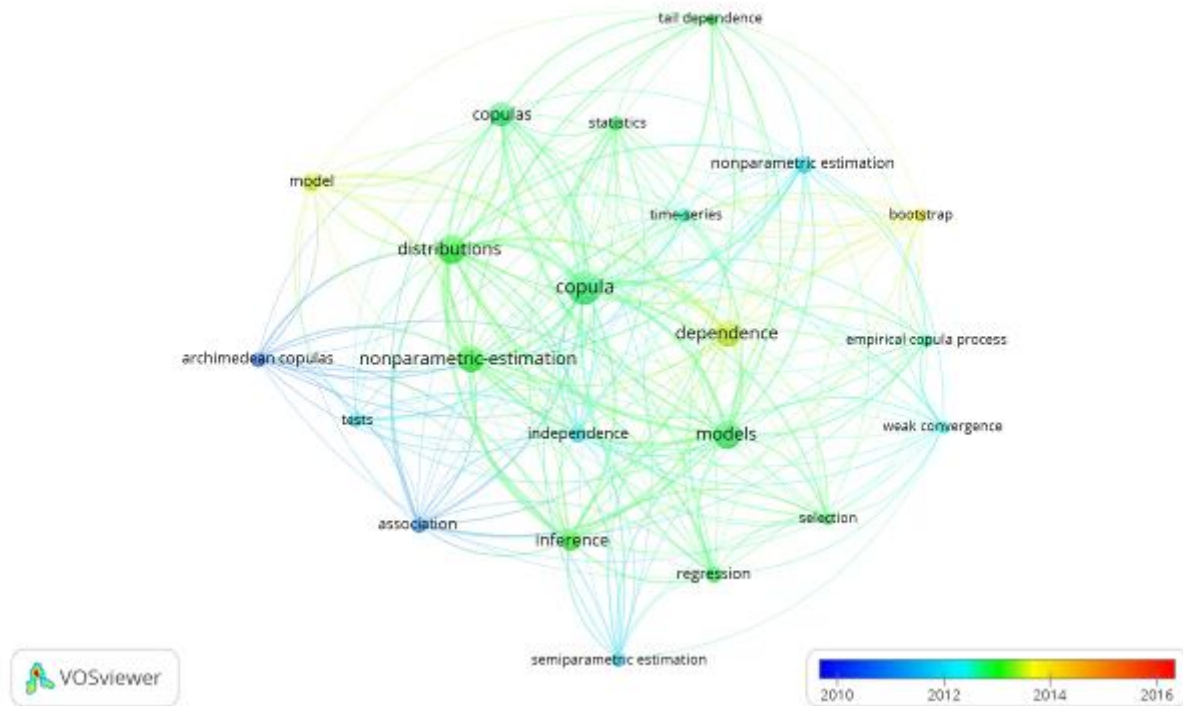 tail dependence
copulas
statistics
nonparametric estimation
model
bootstrap
time-series
distributions
copula
dependence
empirical copula process
archimedean copulas
nonparametric-estimation
tests
independence
models
weak convergence
association
selection
inference
regression
semiparametric estimation
VOSviewer
2010 2012 2014 2016